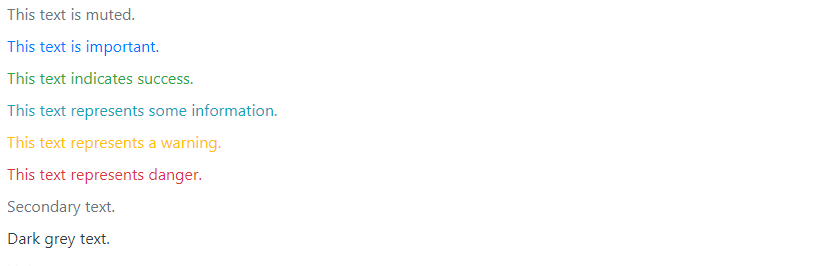 This text is muted.
This text is important.
This text indicates success.
This text represents some information.
This text represents a warning.
This text represents danger.
Secondary text.
Dark grey text.